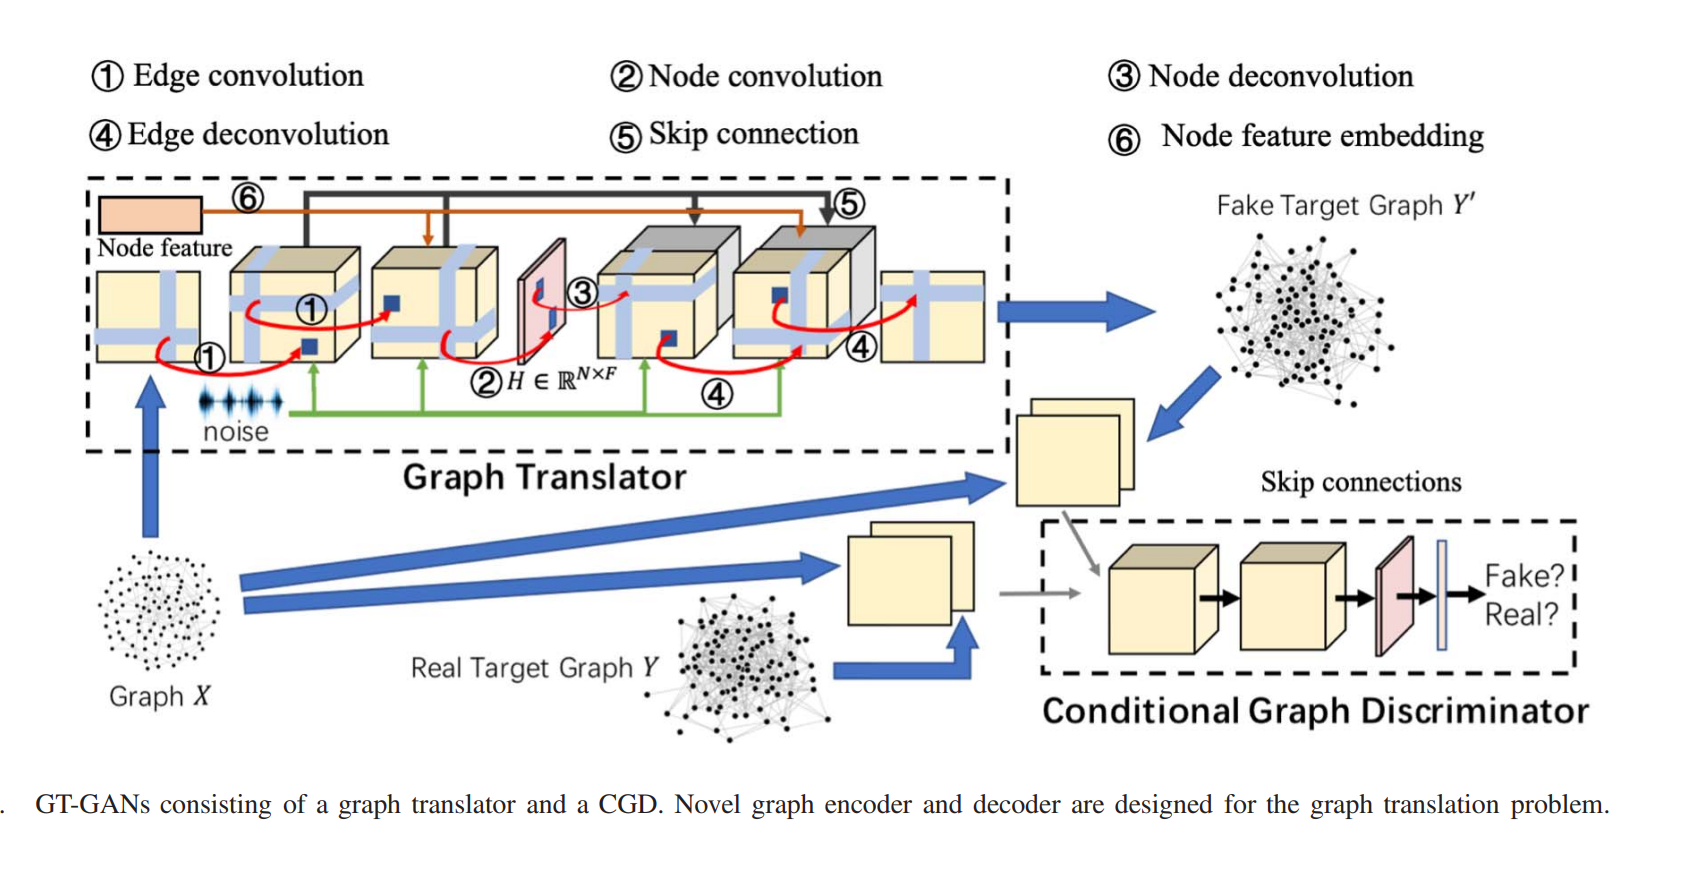 ① Edge convolution ② Node convolution ③ Node deconvolution
④ Edge deconvolution ⑤ Skip connection ⑥ Node feature embedding
⑥
⑤
Fake Target Graph Y′
Node feature
①
③
①
④
② H ∈ ℝᴺˣᶠ
④
noise
Graph Translator
Skip connections
Fake?
Real?
Real Target Graph Y
Graph X
Conditional Graph Discriminator
. GT-GANs consisting of a graph translator and a CGD. Novel graph encoder and decoder are designed for the graph translation problem.